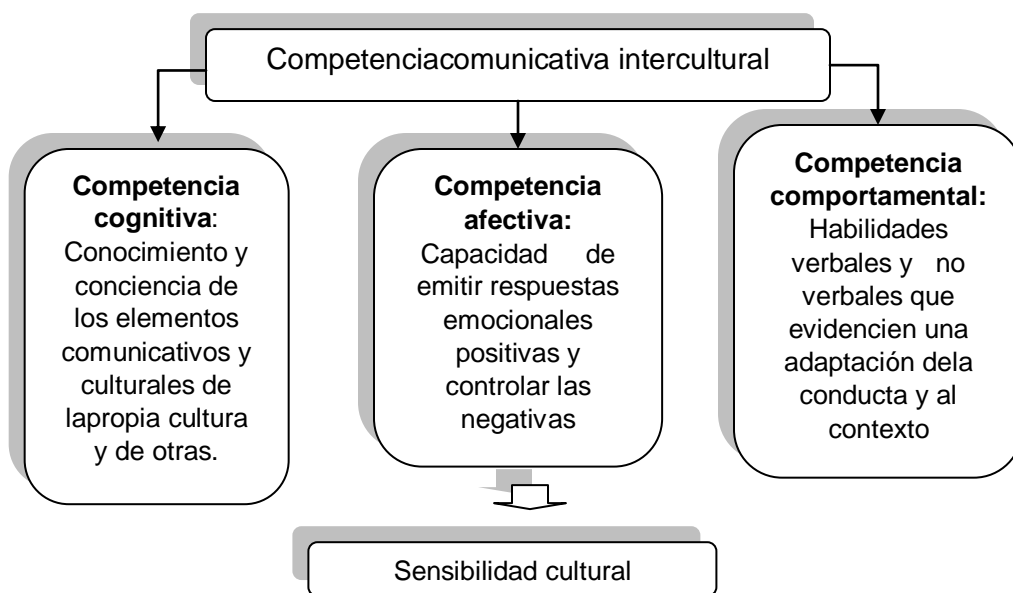 Competenciacomunicativa intercultural
Competencia
cognitiva:
Conocimiento y
conciencia de
los elementos
comunicativos y
culturales de
lapropia cultura
y de otras.
Competencia
afectiva:
Capacidad de
emitir respuestas
emocionales
positivas y
controlar las
negativas
Competencia
comportamental:
Habilidades
verbales y no
verbales que
evidencien una
adaptación dela
conducta y al
contexto
Sensibilidad cultural